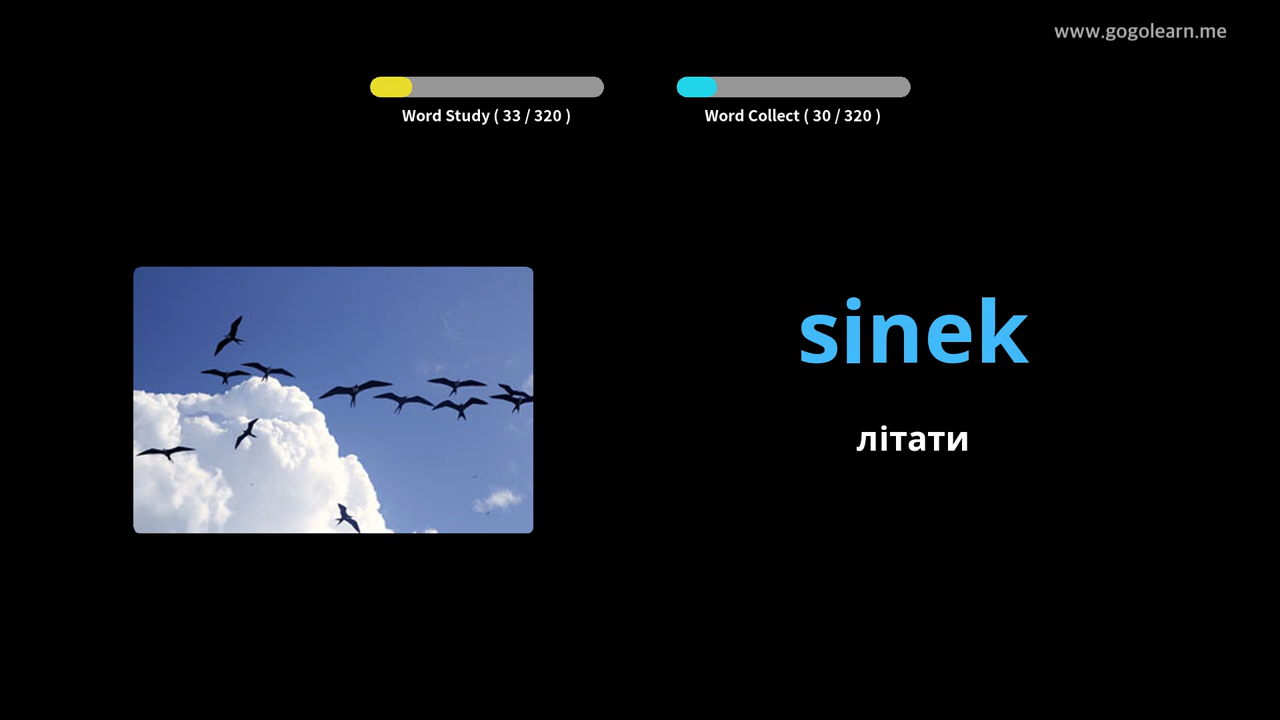 www.gogolearn.me
Word Study ( 33 / 320 )
Word Collect ( 30 / 320 )
sinek
літати